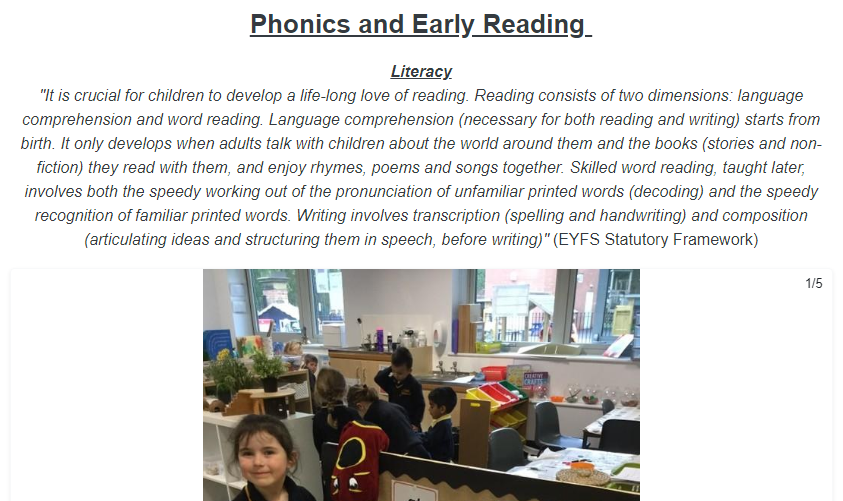 Phonics and Early Reading
Literacy
"It is crucial for children to develop a life-long love of reading. Reading consists of two dimensions: language
comprehension and word reading. Language comprehension (necessary for both reading and writing) starts from
birth. It only develops when adults talk with children about the world around them and the books (stories and non-
fiction) they read with them, and enjoy rhymes, poems and songs together. Skilled word reading, taught later,
involves both the speedy working out of the pronunciation of unfamiliar printed words (decoding) and the speedy
recognition of familiar printed words. Writing involves transcription (spelling and handwriting) and composition
(articulating ideas and structuring them in speech, before writing)" (EYFS Statutory Framework)
1/5
CREATIVE
CRAFTS